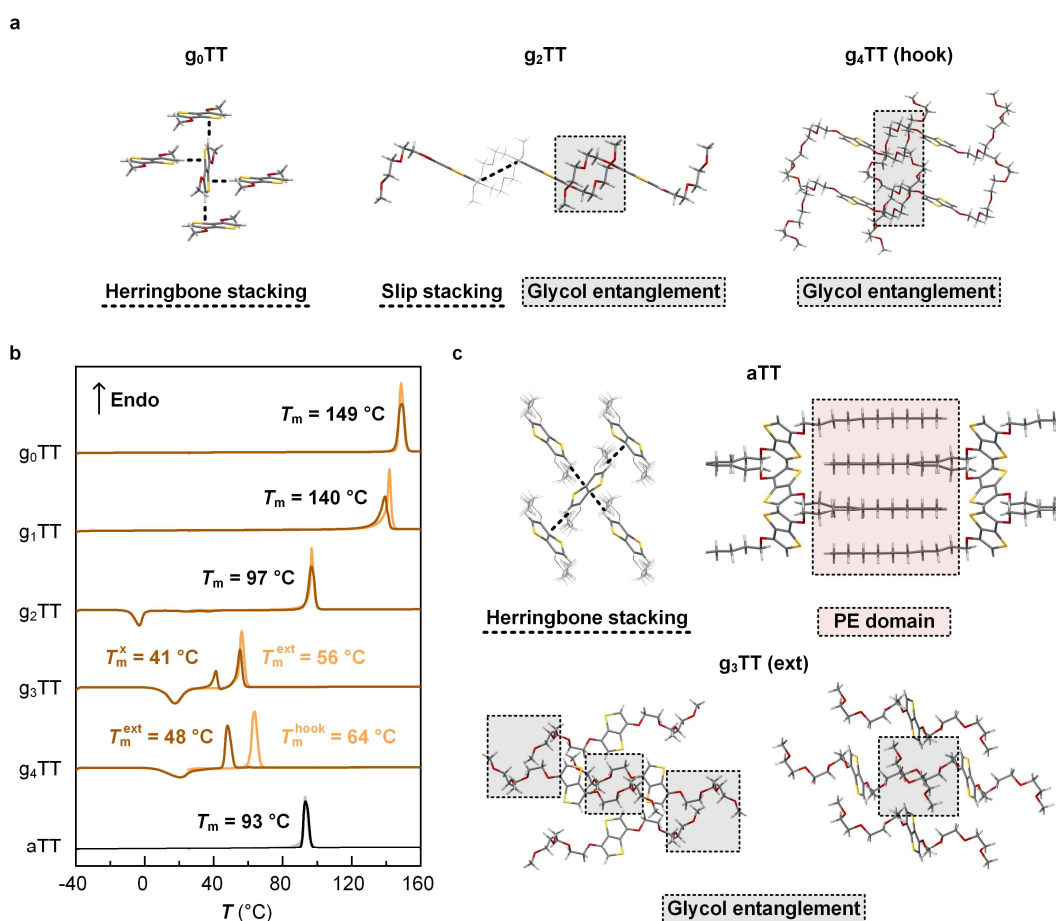 a
g₀TT
g₂TT
g₄TT (hook)
Herringbone stacking
Slip stacking
Glycol entanglement
Glycol entanglement
b
Endo
g₀TT
Tₘ = 149 °C
g₁TT
Tₘ = 140 °C
g₂TT
Tₘ = 97 °C
g₃TT
Tₘˣ = 41 °C
Tₘᵉˣᵗ = 56 °C
g₄TT
Tₘᵉˣᵗ = 48 °C
Tₘʰᵒᵒᵏ = 64 °C
aTT
Tₘ = 93 °C
-40 0 40 80 120 160
T (°C)
c
aTT
Herringbone stacking
PE domain
g₃TT (ext)
Glycol entanglement